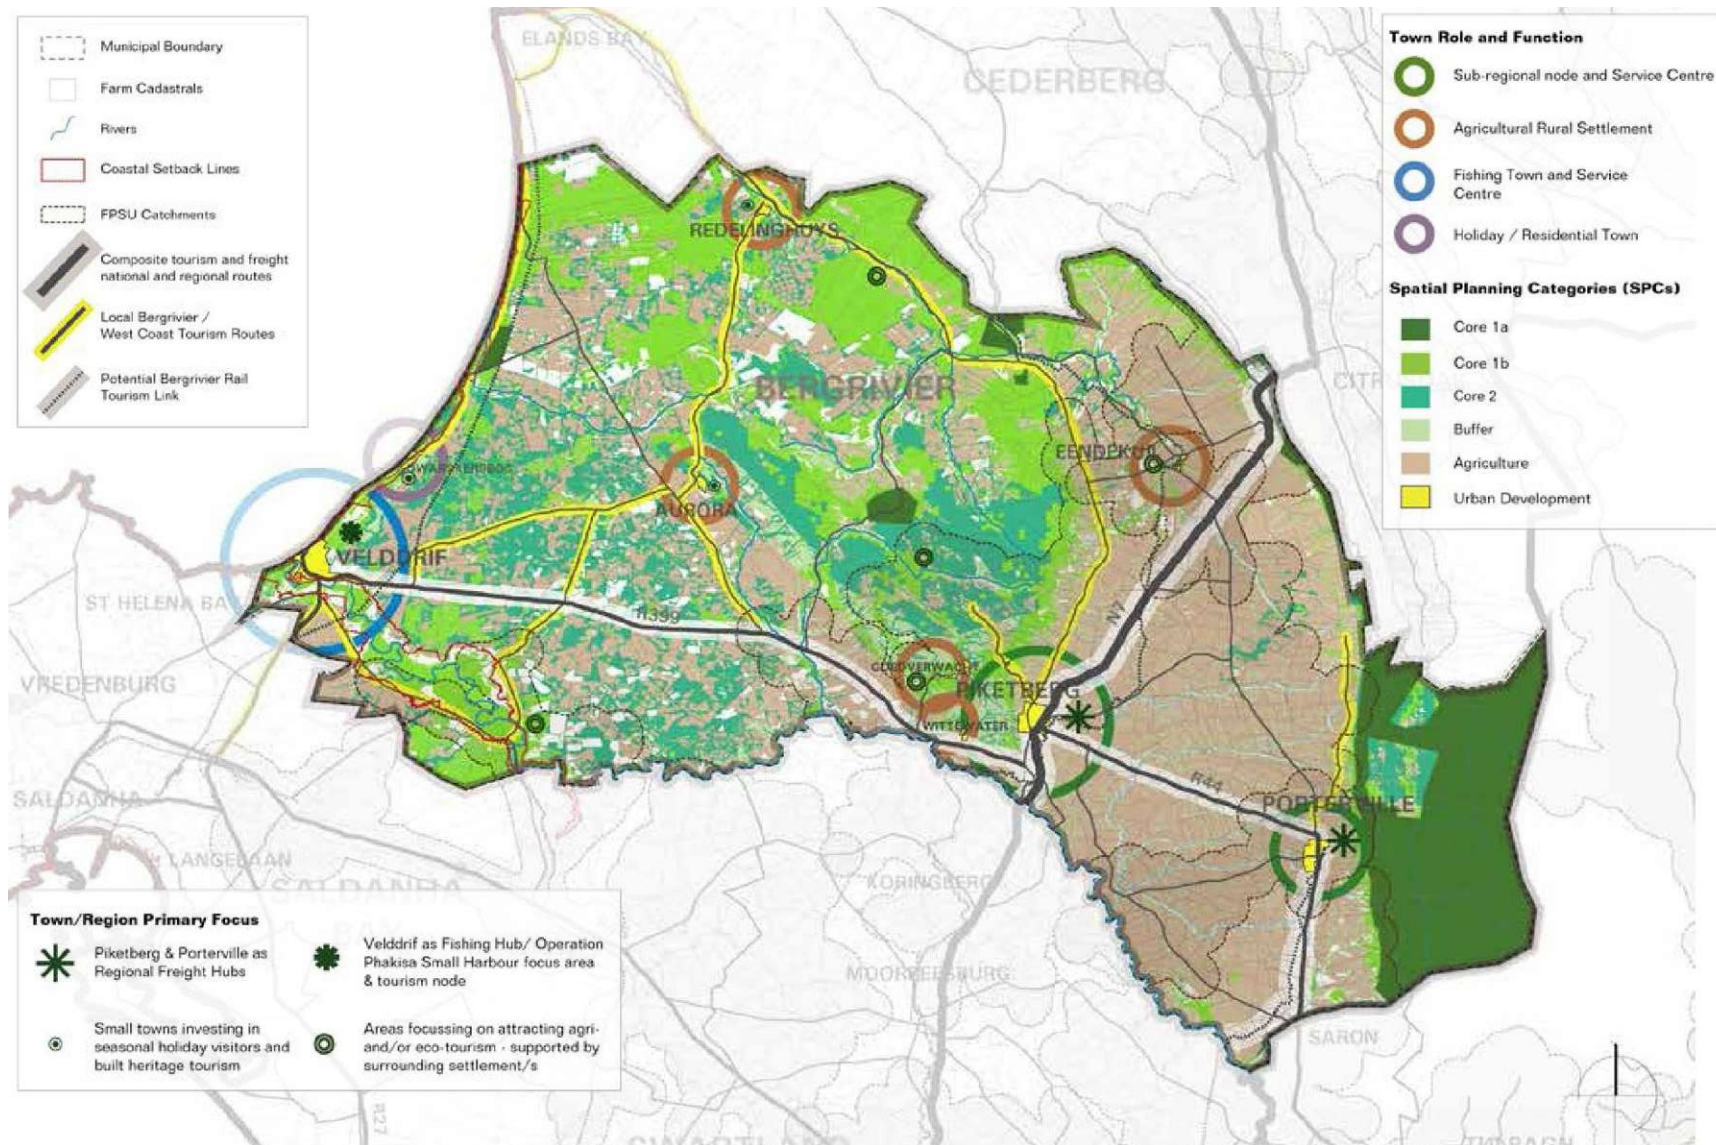 Municipal Boundary
Farm Cadastrals
Rivers
Coastal Setback Lines
FPSU Catchments
Composite tourism and freight
national and regional routes
Local Bergrivier /
West Coast Tourism Routes
Potential Bergrivier Rail
Tourism Link
Town Role and Function
Sub-regional node and Service Centre
Agricultural Rural Settlement
Fishing Town and Service
Centre
Holiday / Residential Town
Spatial Planning Categories (SPCs)
Core 1a
Core 1b
Core 2
Buffer
Agriculture
Urban Development
ELANDS BAY
CEDERBERG
REDELINGHUYS
BERGRIVIER
EENDEKUIL
AURORA
VELDDRIF
ST HELENA BA
R399
N7
VREDENBURG
GOEDVERWACHT
PIKETBERG
WITTEWATER
R44
SALDANHA
PORTERVILLE
LANGEBAAN
SALDANHA
BAY
KORINGBERG
MOORREESBURG
SARON
R27
SWARTLAND
Town/Region Primary Focus
Piketberg & Porterville as
Regional Freight Hubs
Velddrif as Fishing Hub/ Operation
Phakisa Small Harbour focus area
& tourism node
Small towns investing in
seasonal holiday visitors and
built heritage tourism
Areas focussing on attracting agri-
and/or eco-tourism - supported by
surrounding settlement/s